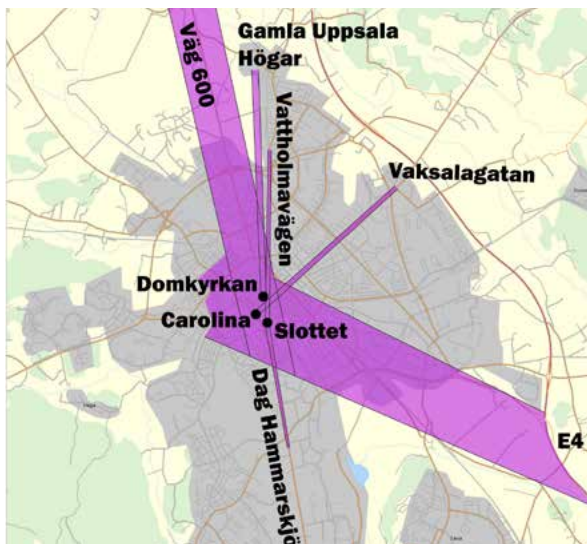 Gamla Uppsala
Högar
Väg 600
Vattholmavägen
Vaksalagatan
Domkyrkan
Carolina
Slottet
Dag Hammarskjö
E4